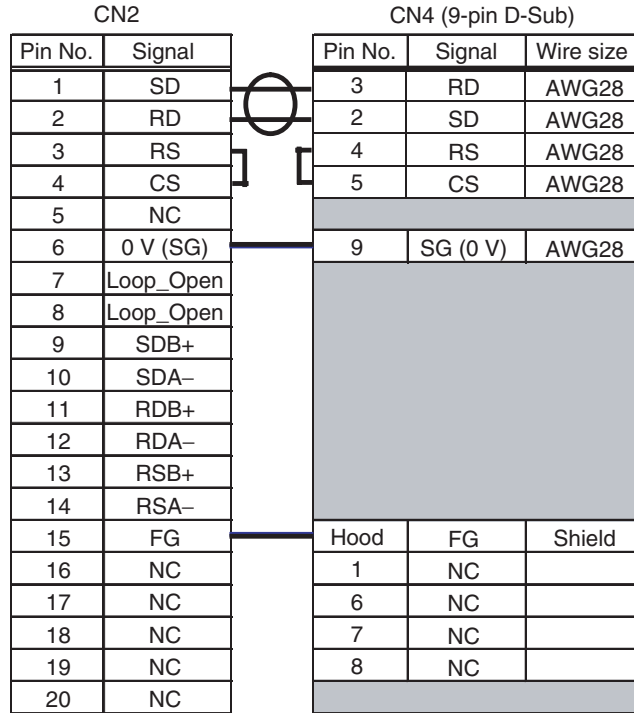 CN2 CN4 (9-pin D-Sub)
Pin No. Signal Pin No. Signal Wire size
1 SD 3 RD AWG28
2 RD 2 SD AWG28
3 RS 4 RS AWG28
4 CS 5 CS AWG28
5 NC
6 0 V (SG) 9 SG (0 V) AWG28
7 Loop_Open
8 Loop_Open
9 SDB+
10 SDA−
11 RDB+
12 RDA−
13 RSB+
14 RSA−
15 FG Hood FG Shield
16 NC 1 NC
17 NC 6 NC
18 NC 7 NC
19 NC 8 NC
20 NC